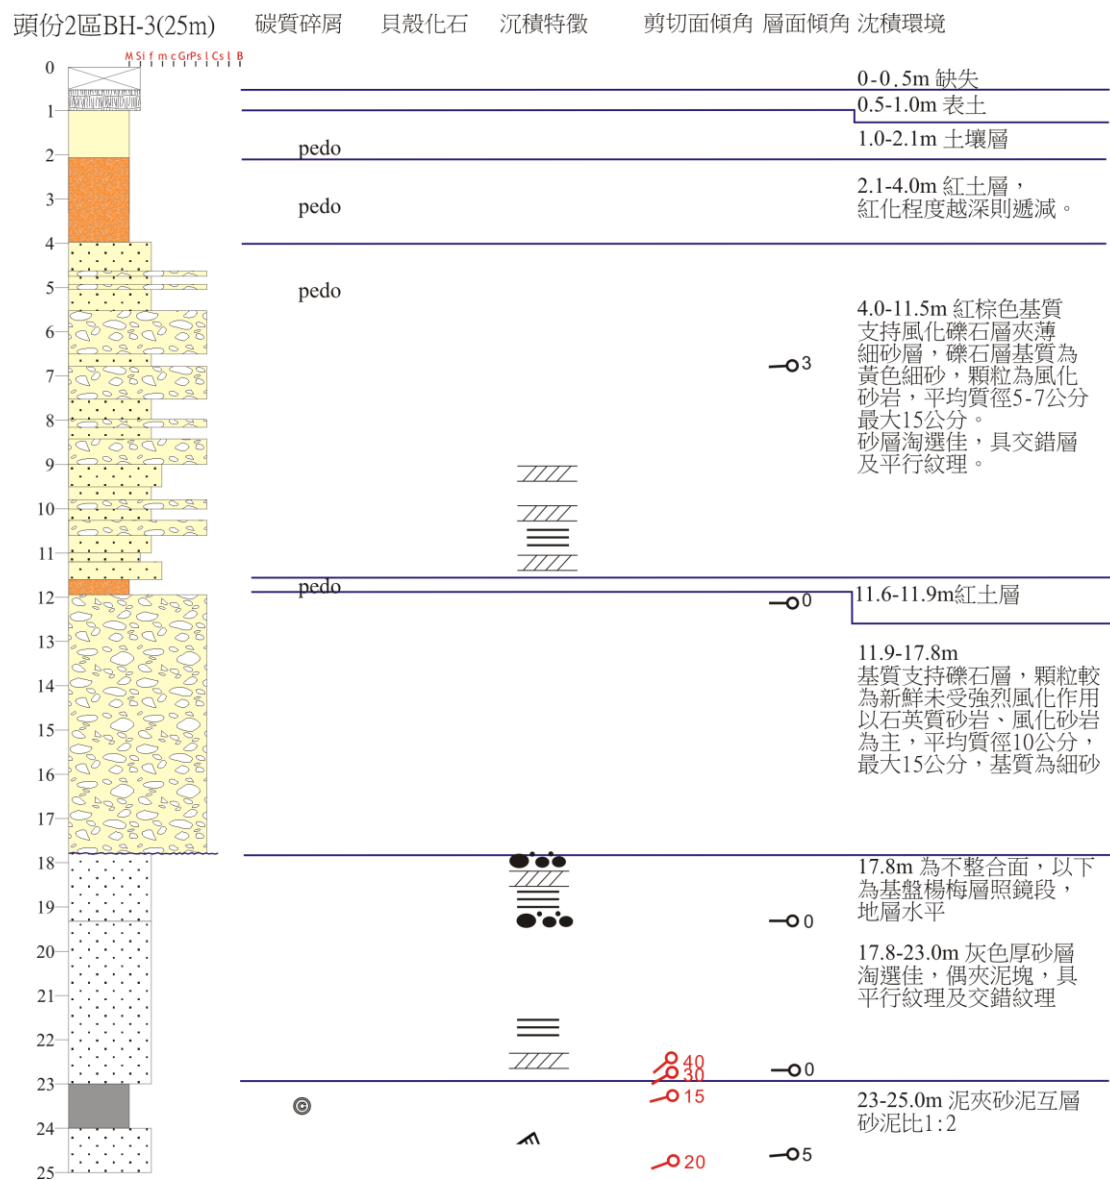 頭份2區BH-3(25m)
碳質碎屑 貝殼化石 沉積特徵 剪切面傾角 層面傾角 沈積環境
M Si f m c Gr Ps l Cs l B
0
0-0.5m 缺失
0.5-1.0m 表土
1
1.0-2.1m 土壤層
pedo
2
2.1-4.0m 紅土層，
紅化程度越深則遞減。
3
pedo
4
5
pedo
4.0-11.5m 紅棕色基質
支持風化礫石層夾薄
細砂層，礫石層基質為
黃色細砂，顆粒為風化
砂岩，平均質徑5-7公分
最大15公分。
砂層淘選佳，具交錯層
及平行紋理。
6
7
3
8
9
10
11
pedo
11.6-11.9m紅土層
12
0
13
11.9-17.8m
基質支持礫石層，顆粒較
為新鮮未受強烈風化作用
以石英質砂岩、風化砂岩
為主，平均質徑10公分，
最大15公分，基質為細砂
14
15
16
17
18
17.8m 為不整合面，以下
為基盤楊梅層照鏡段，
地層水平
19
0
20
17.8-23.0m 灰色厚砂層
淘選佳，偶夾泥塊，具
平行紋理及交錯紋理
21
22
40
30
0
23
15
©
23-25.0m 泥夾砂泥互層
砂泥比1:2
24
20
5
25